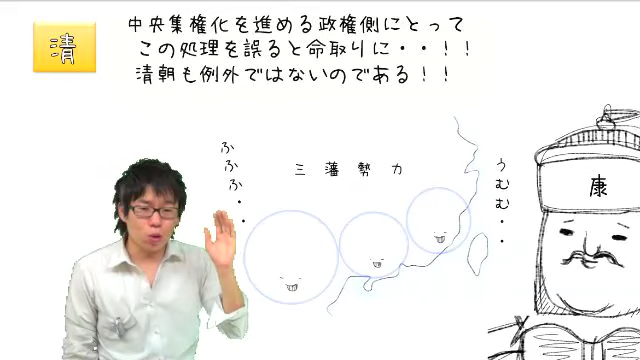 清
中央集権化を進める政権側にとって
この処理を誤ると命取りに・・！！
清朝も例外ではないのである！！
ふふふ・・
三藩勢力
うむむ・・
康